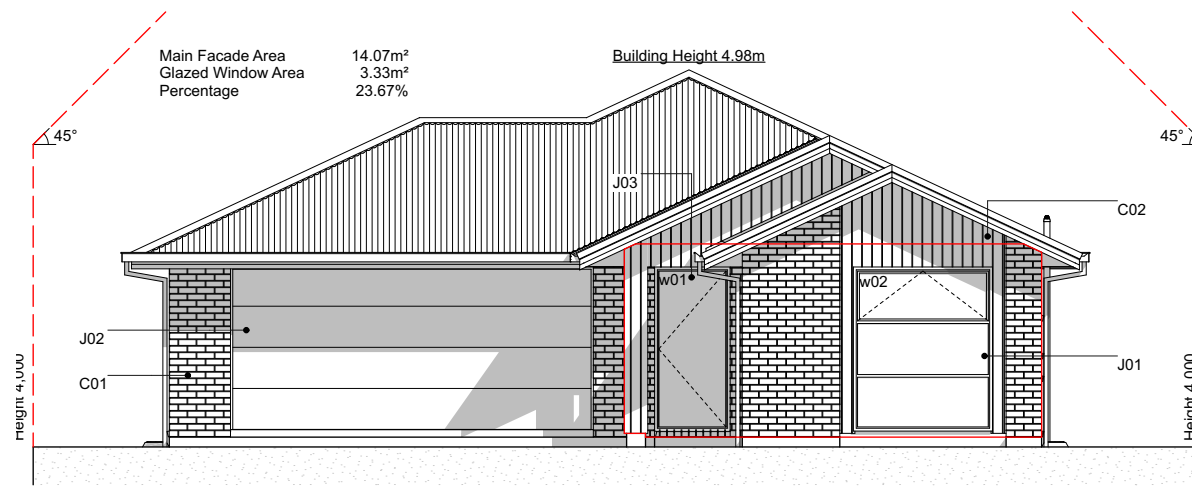 Main Facade Area 14.07m²
Glazed Window Area 3.33m²
Percentage 23.67%
Building Height 4.98m
45°
45°
J03
C02
w01
w02
J02
C01
J01
Height 4,000
Height 4,000